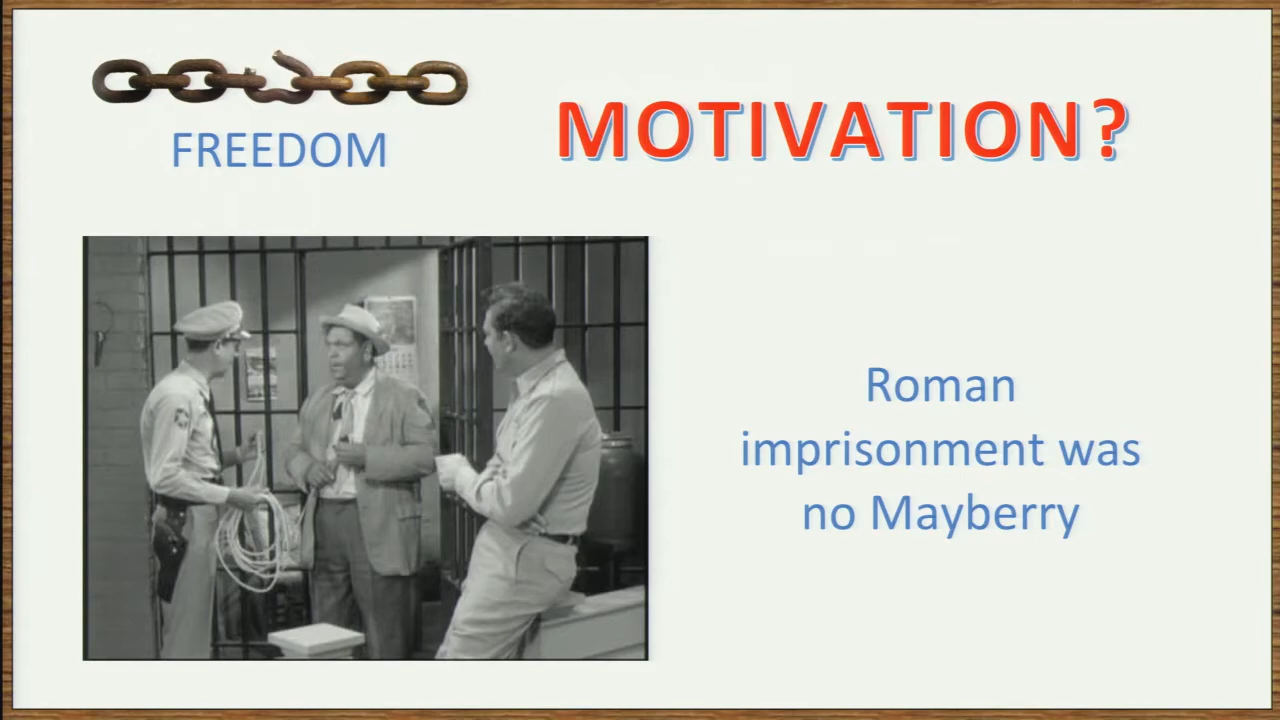 FREEDOM
MOTIVATION?
Roman
imprisonment was
no Mayberry